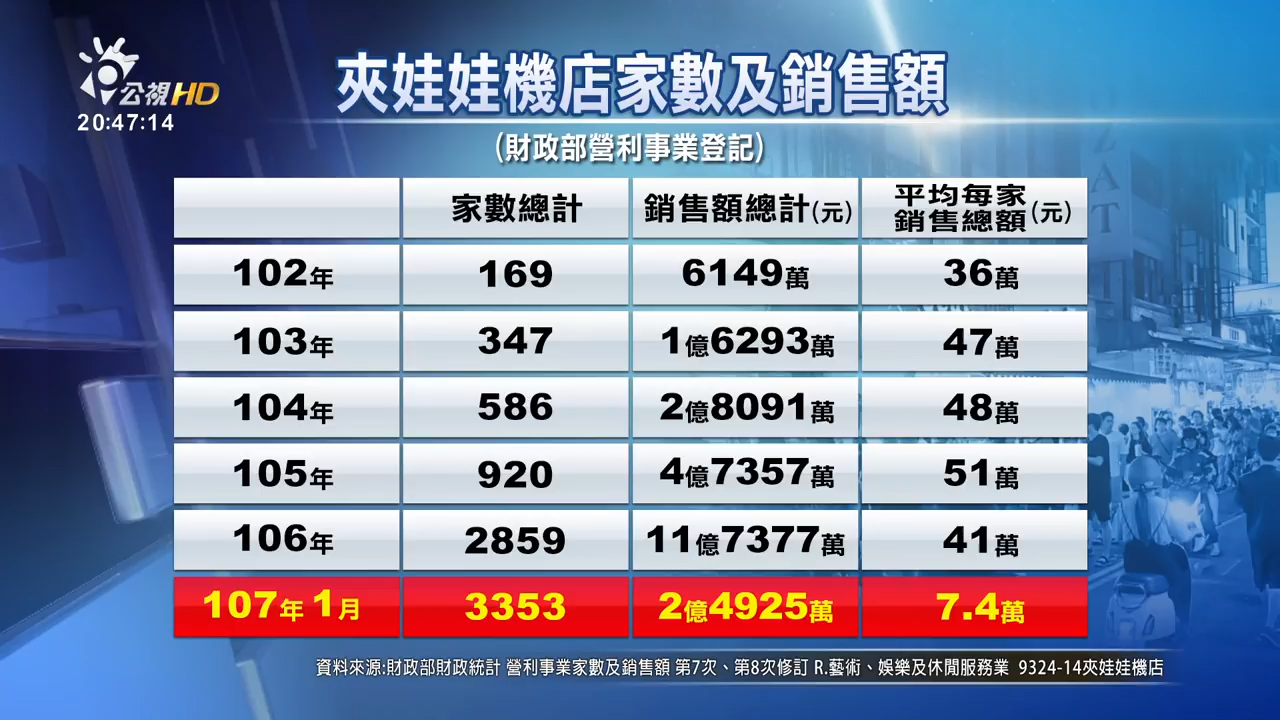 公視HD
20:47:14
夾娃娃機店家數及銷售額
(財政部營利事業登記)
家數總計 銷售額總計(元) 平均每家銷售總額(元)
102年 169 6149萬 36萬
103年 347 1億6293萬 47萬
104年 586 2億8091萬 48萬
105年 920 4億7357萬 51萬
106年 2859 11億7377萬 41萬
107年1月 3353 2億4925萬 7.4萬
資料來源:財政部財政統計 營利事業家數及銷售額 第7次、第8次修訂 R.藝術、娛樂及休閒服務業 9324-14夾娃娃機店